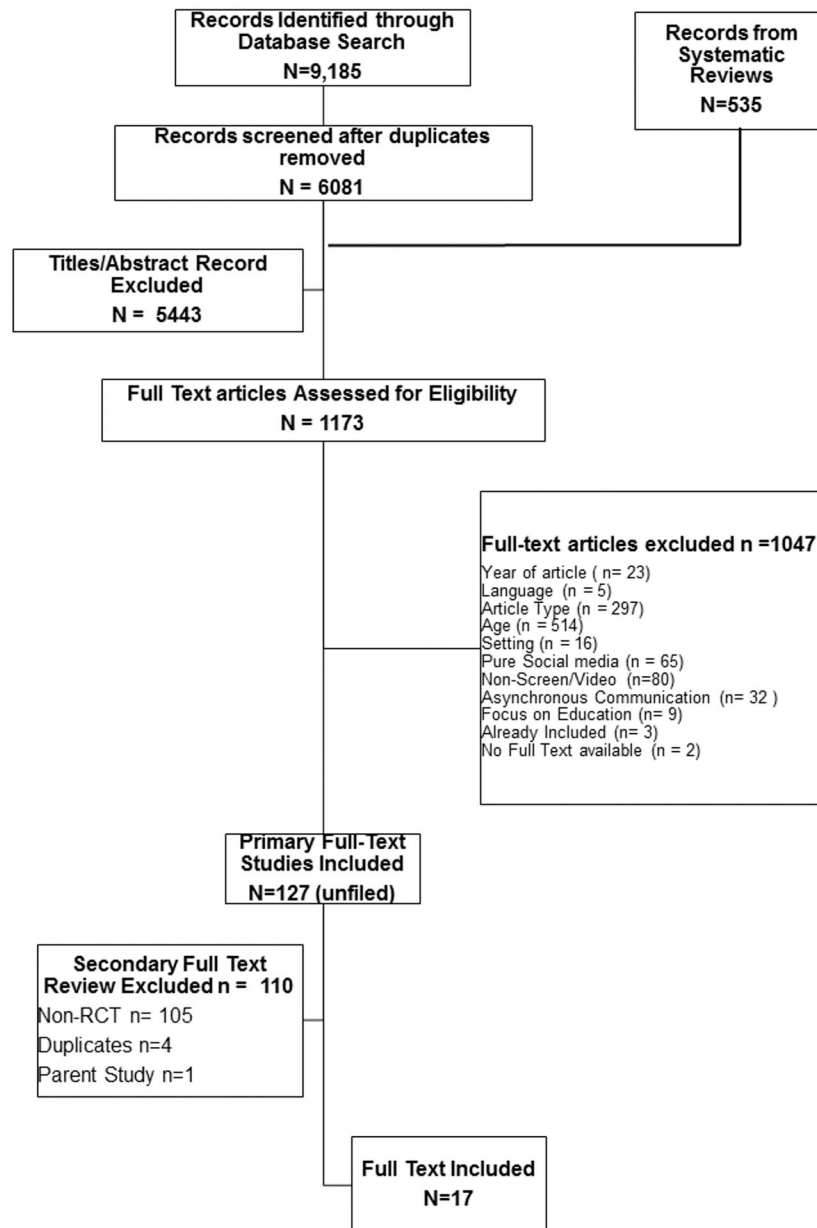 Records Identified through
Database Search
N=9,185
Records from
Systematic
Reviews
N=535
Records screened after duplicates
removed
N = 6081
Titles/Abstract Record
Excluded
N = 5443
Full Text articles Assessed for Eligibility
N = 1173
Full-text articles excluded n =1047
Year of article ( n= 23)
Language (n = 5)
Article Type (n = 297)
Age (n = 514)
Setting (n = 16)
Pure Social media (n = 65)
Non-Screen/Video (n=80)
Asynchronous Communication (n= 32 )
Focus on Education (n= 9)
Already Included (n= 3)
No Full Text available (n = 2)
Primary Full-Text
Studies Included
N=127 (unfiled)
Secondary Full Text
Review Excluded n = 110
Non-RCT n= 105
Duplicates n=4
Parent Study n=1
Full Text Included
N=17